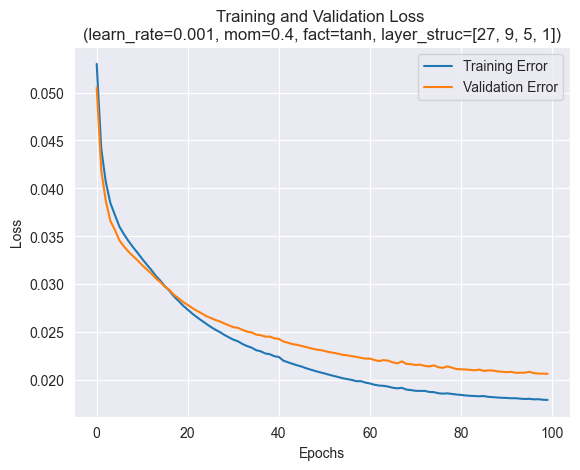 Training and Validation Loss
(learn_rate=0.001, mom=0.4, fact=tanh, layer_struc=[27, 9, 5, 1])
Training Error
Validation Error
Loss
0.050
0.045
0.040
0.035
0.030
0.025
0.020
0 20 40 60 80 100
Epochs